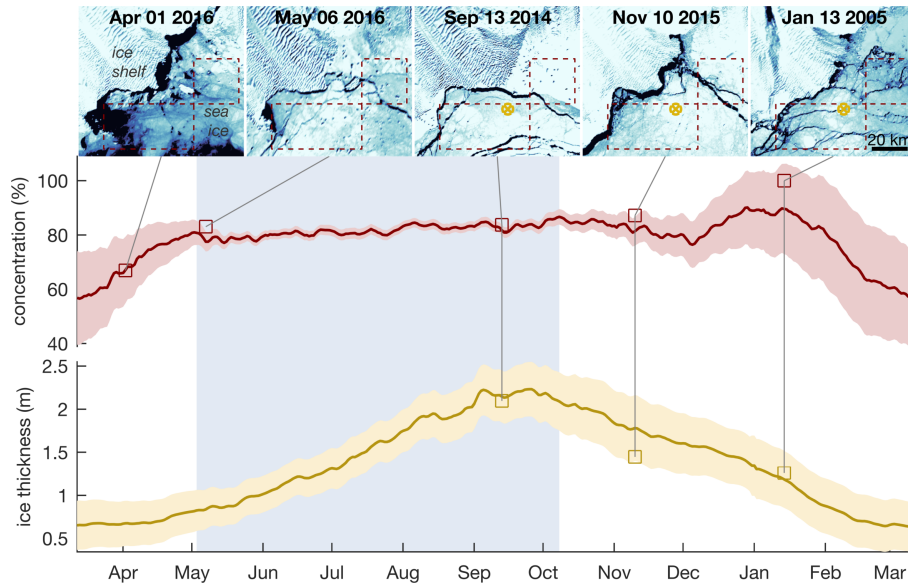 Apr 01 2016
May 06 2016
Sep 13 2014
Nov 10 2015
Jan 13 2005
ice
shelf
sea
ice
20 km
concentration (%)
100
80
60
40
ice thickness (m)
2.5
2
1.5
1
0.5
Apr
May
Jun
Jul
Aug
Sep
Oct
Nov
Dec
Jan
Feb
Mar